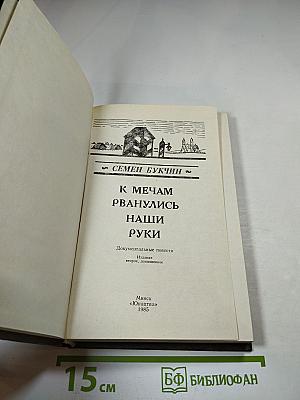 СЕМЕН БУКЧИН
К МЕЧАМ
РВАНУЛИСЬ
НАШИ
РУКИ
Документальные повести
Издание
второе, дополненное
Минск
«Юнацтва»
1985
15 см
БФ БИБЛИОФАН